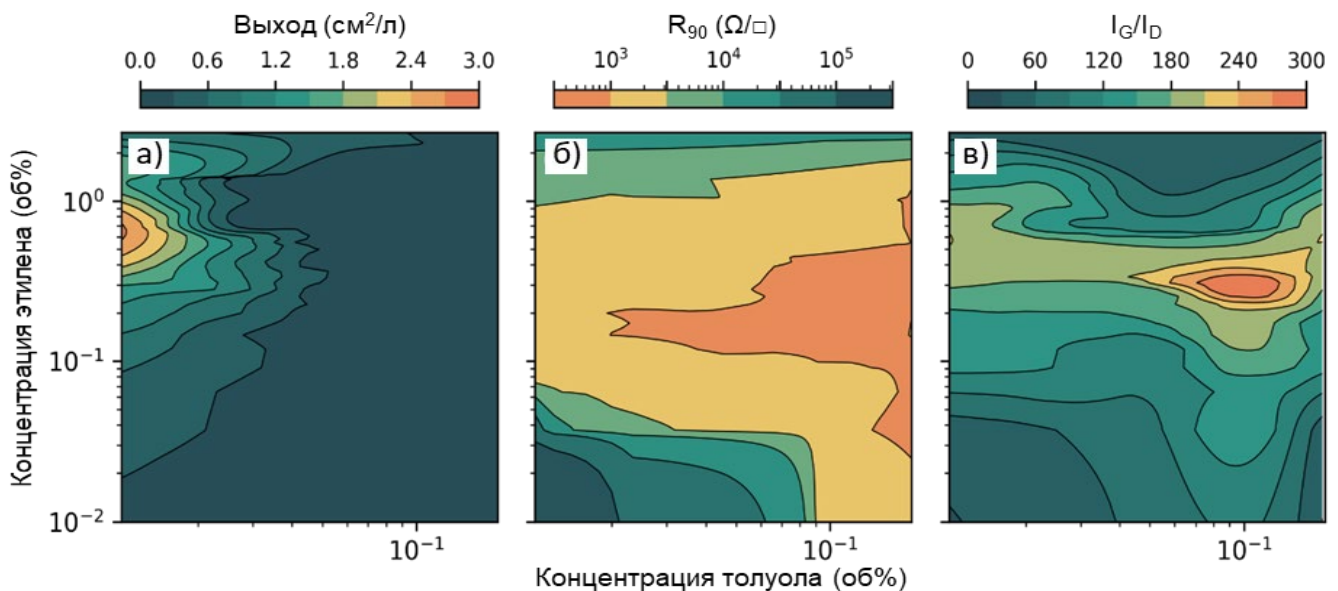 Выход (см²/л)
0.0 0.6 1.2 1.8 2.4 3.0
R₉₀ (Ω/□)
10³ 10⁴ 10⁵
I_G/I_D
0 60 120 180 240 300
а)
б)
в)
Концентрация этилена (об%)
10⁰
10⁻¹
10⁻²
10⁻¹
10⁻¹
10⁻¹
Концентрация толуола (об%)